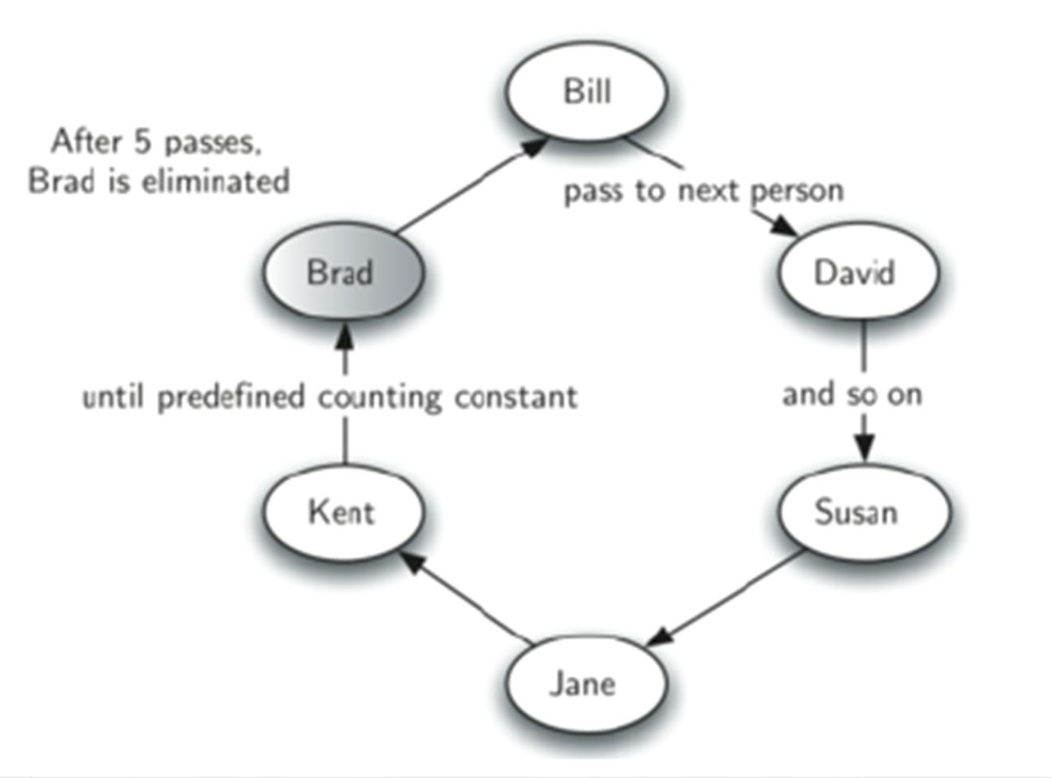 Bill
After 5 passes,
Brad is eliminated
pass to next person
Brad
David
until predefined counting constant
and so on
Kent
Susan
Jane